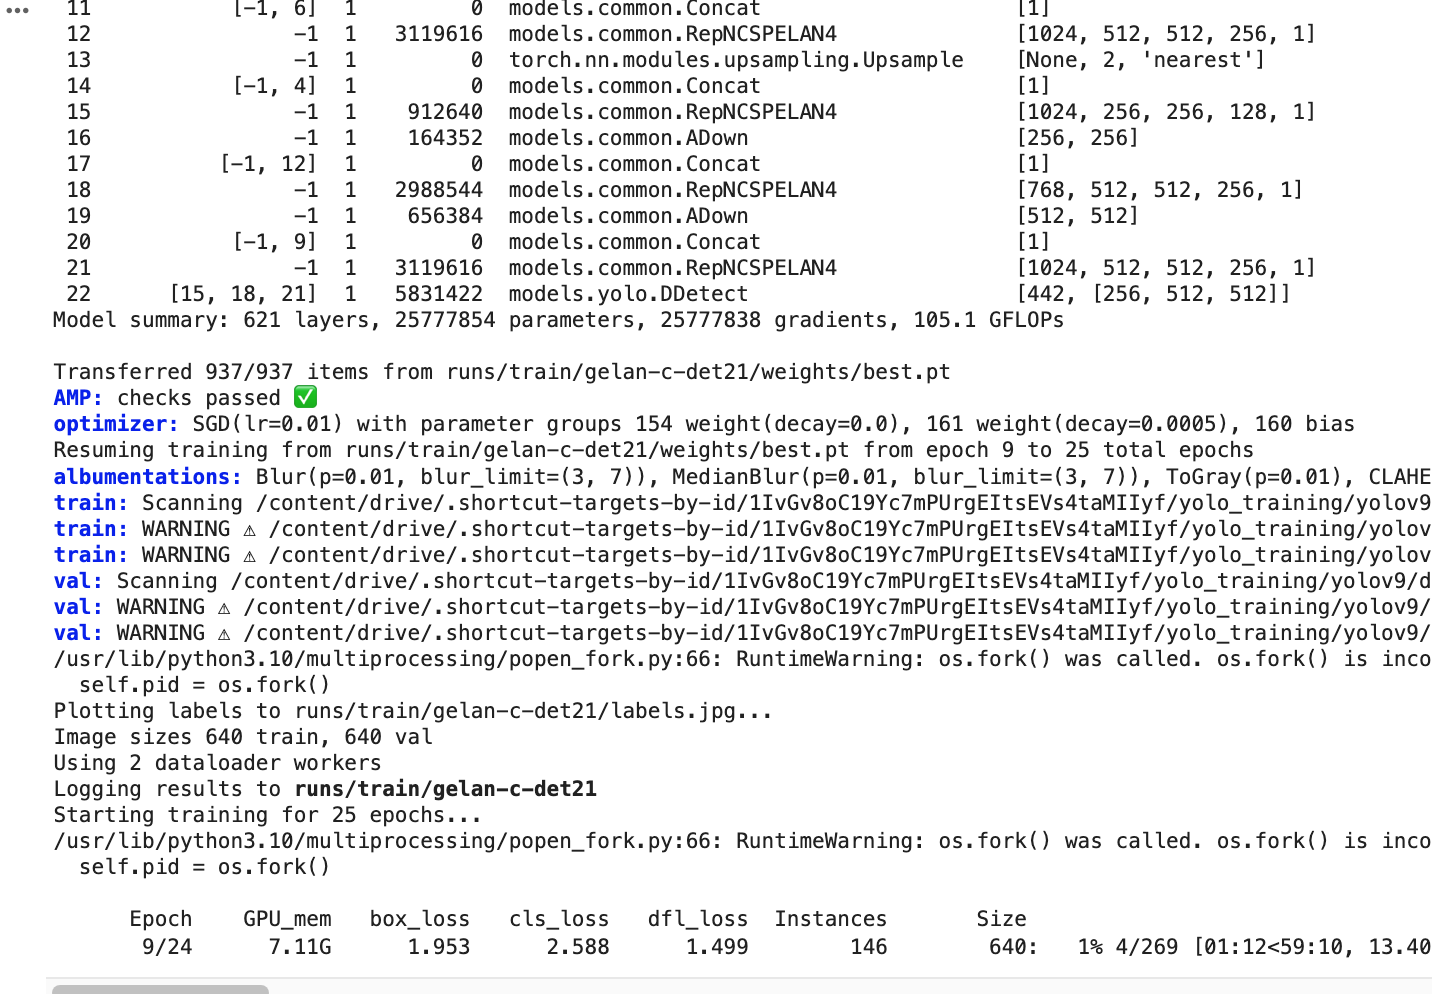 11 [-1, 6] 1 0 models.common.Concat [1]
12 -1 1 3119616 models.common.RepNCSPELAN4 [1024, 512, 512, 256, 1]
13 -1 1 0 torch.nn.modules.upsampling.Upsample [None, 2, 'nearest']
14 [-1, 4] 1 0 models.common.Concat [1]
15 -1 1 912640 models.common.RepNCSPELAN4 [1024, 256, 256, 128, 1]
16 -1 1 164352 models.common.ADown [256, 256]
17 [-1, 12] 1 0 models.common.Concat [1]
18 -1 1 2988544 models.common.RepNCSPELAN4 [768, 512, 512, 256, 1]
19 -1 1 656384 models.common.ADown [512, 512]
20 [-1, 9] 1 0 models.common.Concat [1]
21 -1 1 3119616 models.common.RepNCSPELAN4 [1024, 512, 512, 256, 1]
22 [15, 18, 21] 1 5831422 models.yolo.DDetect [442, [256, 512, 512]]
Model summary: 621 layers, 25777854 parameters, 25777838 gradients, 105.1 GFLOPs
Transferred 937/937 items from runs/train/gelan-c-det21/weights/best.pt
AMP: checks passed ✅
optimizer: SGD(lr=0.01) with parameter groups 154 weight(decay=0.0), 161 weight(decay=0.0005), 160 bias
Resuming training from runs/train/gelan-c-det21/weights/best.pt from epoch 9 to 25 total epochs
albumentations: Blur(p=0.01, blur_limit=(3, 7)), MedianBlur(p=0.01, blur_limit=(3, 7)), ToGray(p=0.01), CLAHE
train: Scanning /content/drive/.shortcut-targets-by-id/1IvGv8oC19Yc7mPUrgEItsEVs4taMIIyf/yolo_training/yolov9
train: WARNING ⚠ /content/drive/.shortcut-targets-by-id/1IvGv8oC19Yc7mPUrgEItsEVs4taMIIyf/yolo_training/yolov
train: WARNING ⚠ /content/drive/.shortcut-targets-by-id/1IvGv8oC19Yc7mPUrgEItsEVs4taMIIyf/yolo_training/yolov
val: Scanning /content/drive/.shortcut-targets-by-id/1IvGv8oC19Yc7mPUrgEItsEVs4taMIIyf/yolo_training/yolov9/d
val: WARNING ⚠ /content/drive/.shortcut-targets-by-id/1IvGv8oC19Yc7mPUrgEItsEVs4taMIIyf/yolo_training/yolov9/
val: WARNING ⚠ /content/drive/.shortcut-targets-by-id/1IvGv8oC19Yc7mPUrgEItsEVs4taMIIyf/yolo_training/yolov9/
/usr/lib/python3.10/multiprocessing/popen_fork.py:66: RuntimeWarning: os.fork() was called. os.fork() is inco
self.pid = os.fork()
Plotting labels to runs/train/gelan-c-det21/labels.jpg...
Image sizes 640 train, 640 val
Using 2 dataloader workers
Logging results to runs/train/gelan-c-det21
Starting training for 25 epochs...
/usr/lib/python3.10/multiprocessing/popen_fork.py:66: RuntimeWarning: os.fork() was called. os.fork() is inco
self.pid = os.fork()
Epoch GPU_mem box_loss cls_loss dfl_loss Instances Size
9/24 7.11G 1.953 2.588 1.499 146 640: 1% 4/269 [01:12<59:10, 13.40